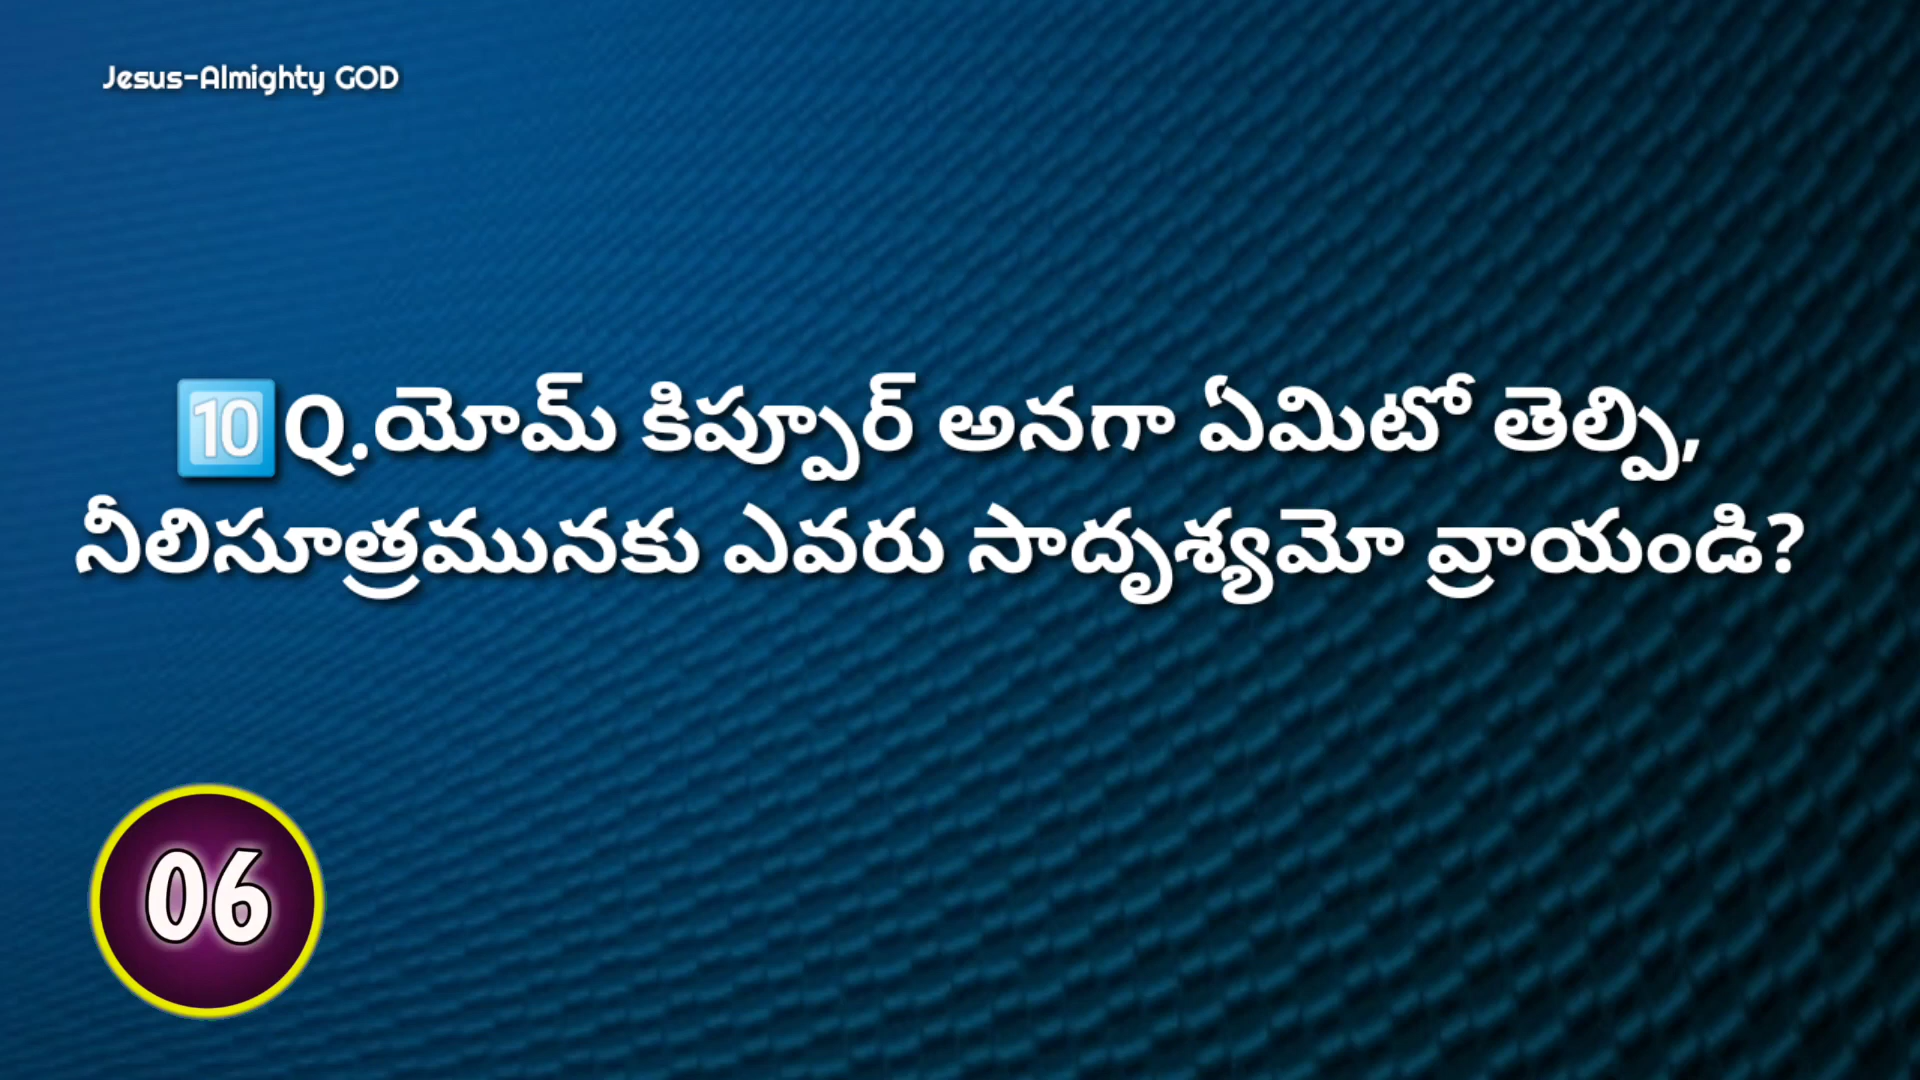 Jesus-Almighty GOD
🔟Q.యోమ్ కిప్పూర్ అనగా ఏమిటో తెల్పి,
నీలిసూత్రమునకు ఎవరు సాదృశ్యమో వ్రాయండి?
06